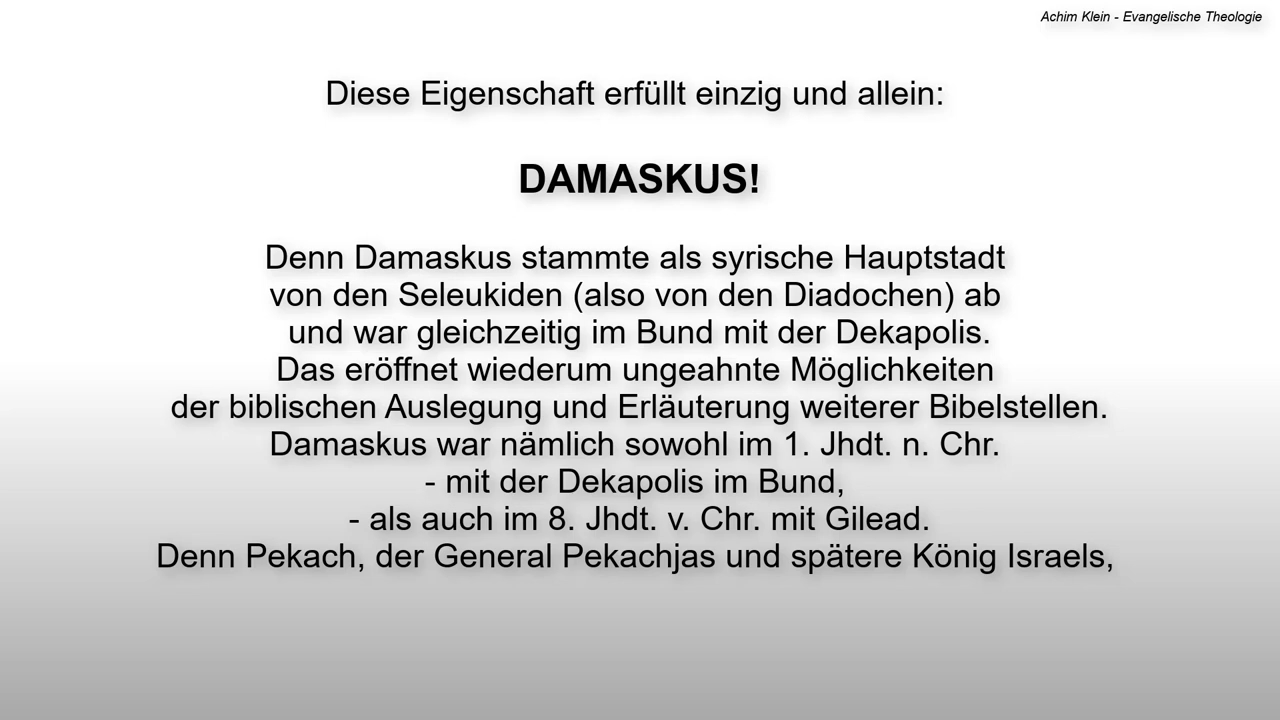 Achim Klein - Evangelische Theologie
Diese Eigenschaft erfüllt einzig und allein:
DAMASKUS!
Denn Damaskus stammte als syrische Hauptstadt
von den Seleukiden (also von den Diadochen) ab
und war gleichzeitig im Bund mit der Dekapolis.
Das eröffnet wiederum ungeahnte Möglichkeiten
der biblischen Auslegung und Erläuterung weiterer Bibelstellen.
Damaskus war nämlich sowohl im 1. Jhdt. n. Chr.
- mit der Dekapolis im Bund,
- als auch im 8. Jhdt. v. Chr. mit Gilead.
Denn Pekach, der General Pekachjas und spätere König Israels,